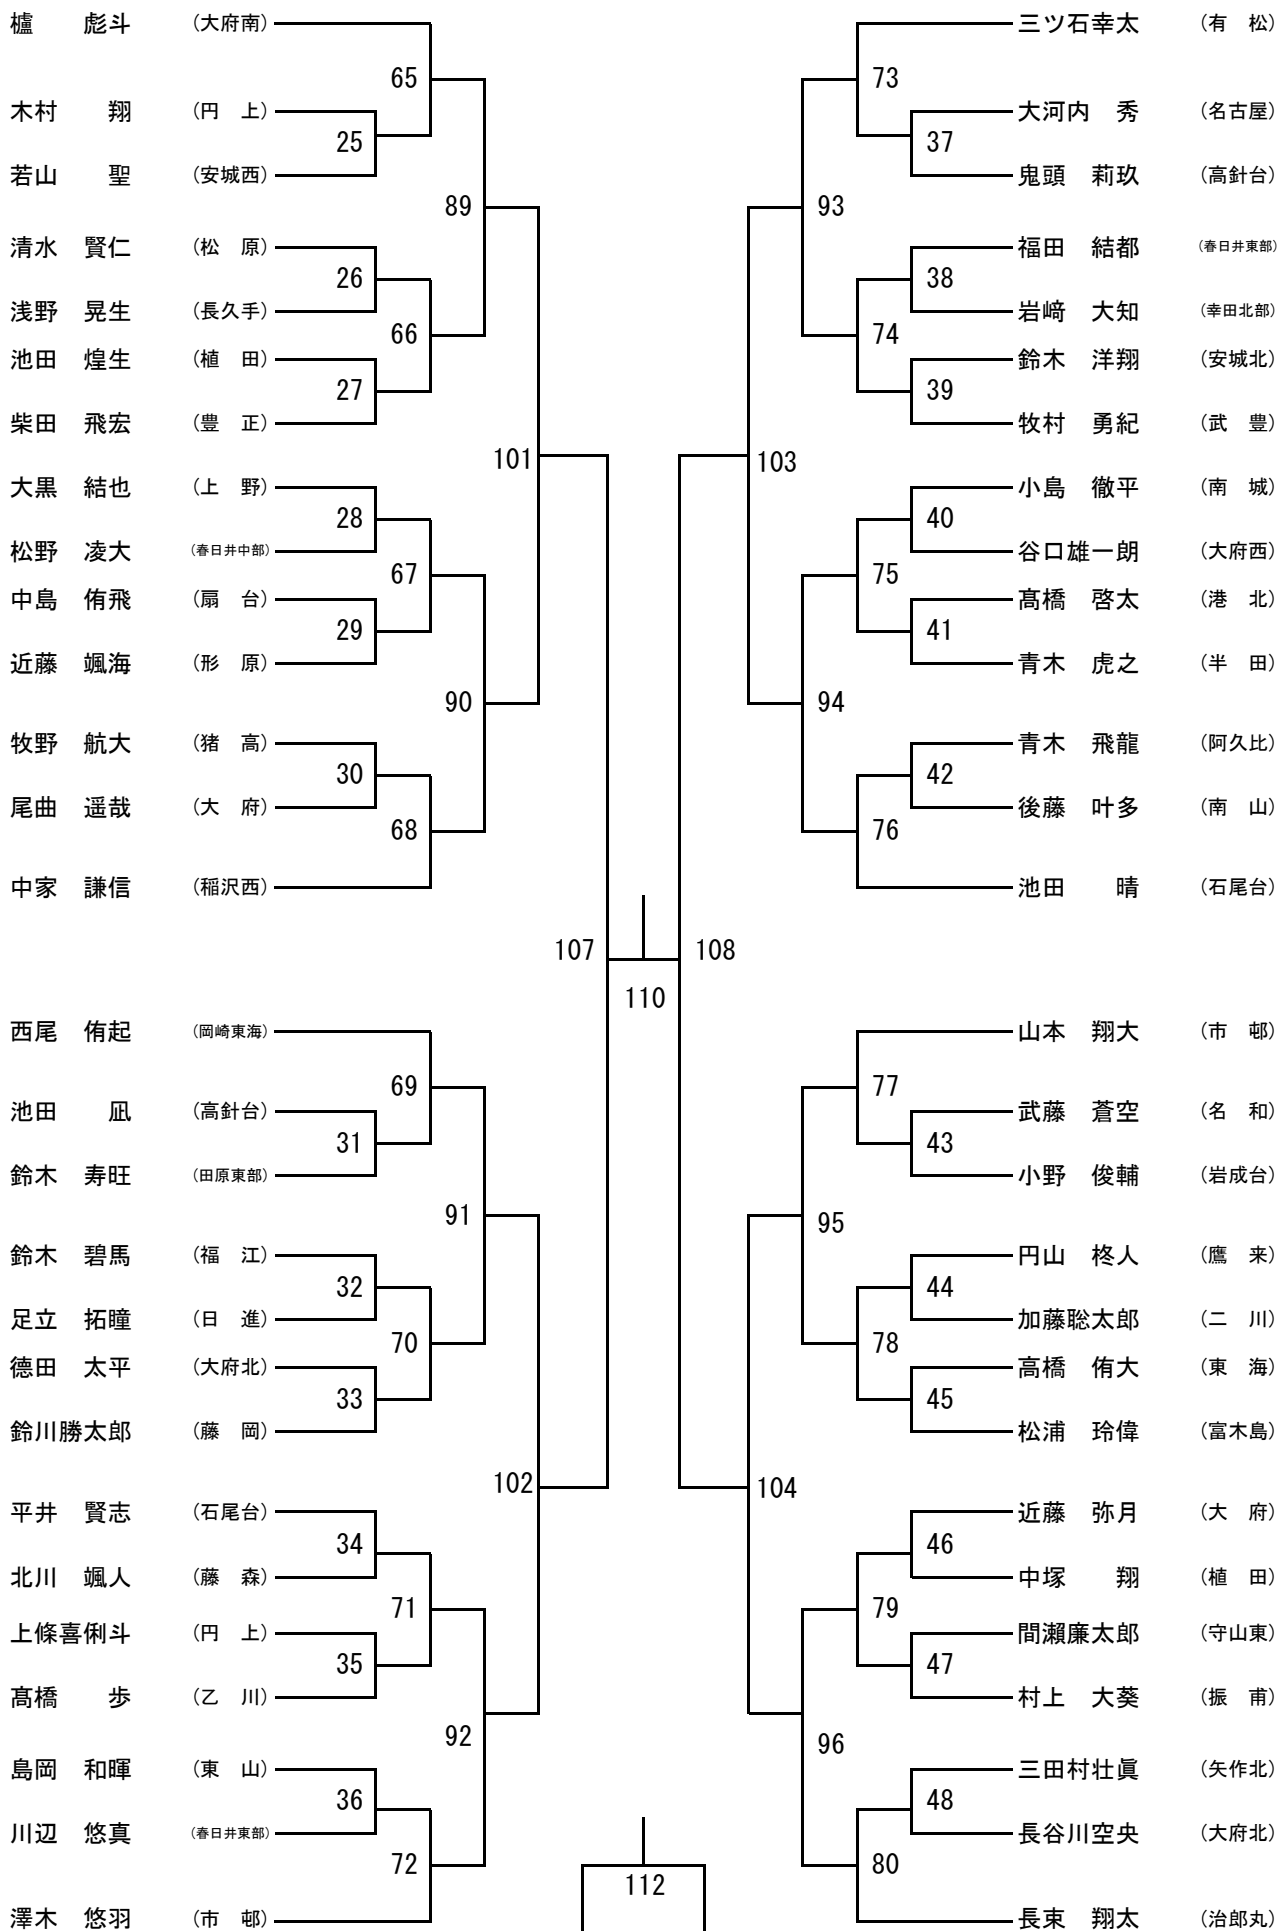 櫨　　彪斗　（大府南）
65
木村　　翔　（円　上）
25
若山　　聖　（安城西）
89
清水　賢仁　（松　原）
26
浅野　晃生　（長久手）
66
池田　煌生　（植　田）
27
柴田　飛宏　（豊　正）
101
大黒　結也　（上　野）
28
松野　凌大　（春日井中部）
67
中島　侑飛　（扇　台）
29
近藤　颯海　（形　原）
90
牧野　航大　（猪　高）
30
尾曲　遥哉　（大　府）
68
中家　謙信　（稲沢西）
107
西尾　侑起　（岡崎東海）
69
池田　　凪　（高針台）
31
鈴木　寿旺　（田原東部）
91
鈴木　碧馬　（福　江）
32
足立　拓瞳　（日　進）
70
德田　太平　（大府北）
33
鈴川勝太郎　（藤　岡）
102
平井　賢志　（石尾台）
34
北川　颯人　（藤　森）
71
上條喜俐斗　（円　上）
35
髙橋　　歩　（乙　川）
92
島岡　和暉　（東　山）
36
川辺　悠真　（春日井東部）
72
澤木　悠羽　（市　邨）
110
112
三ツ石幸太　（有　松）
73
大河内　秀　（名古屋）
37
鬼頭　莉玖　（高針台）
93
福田　結都　（春日井東部）
38
岩﨑　大知　（幸田北部）
74
鈴木　洋翔　（安城北）
39
牧村　勇紀　（武　豊）
103
小島　徹平　（南　城）
40
谷口雄一朗　（大府西）
75
髙橋　啓太　（港　北）
41
青木　虎之　（半　田）
94
青木　飛龍　（阿久比）
42
後藤　叶多　（南　山）
76
池田　　晴　（石尾台）
108
山本　翔大　（市　邨）
77
武藤　蒼空　（名　和）
43
小野　俊輔　（岩成台）
95
円山　柊人　（鷹　来）
44
加藤聡太郎　（二　川）
78
高橋　侑大　（東　海）
45
松浦　玲偉　（富木島）
104
近藤　弥月　（大　府）
46
中塚　　翔　（植　田）
79
間瀬廉太郎　（守山東）
47
村上　大葵　（振　甫）
96
三田村壮眞　（矢作北）
48
長谷川空央　（大府北）
80
長束　翔太　（治郎丸）